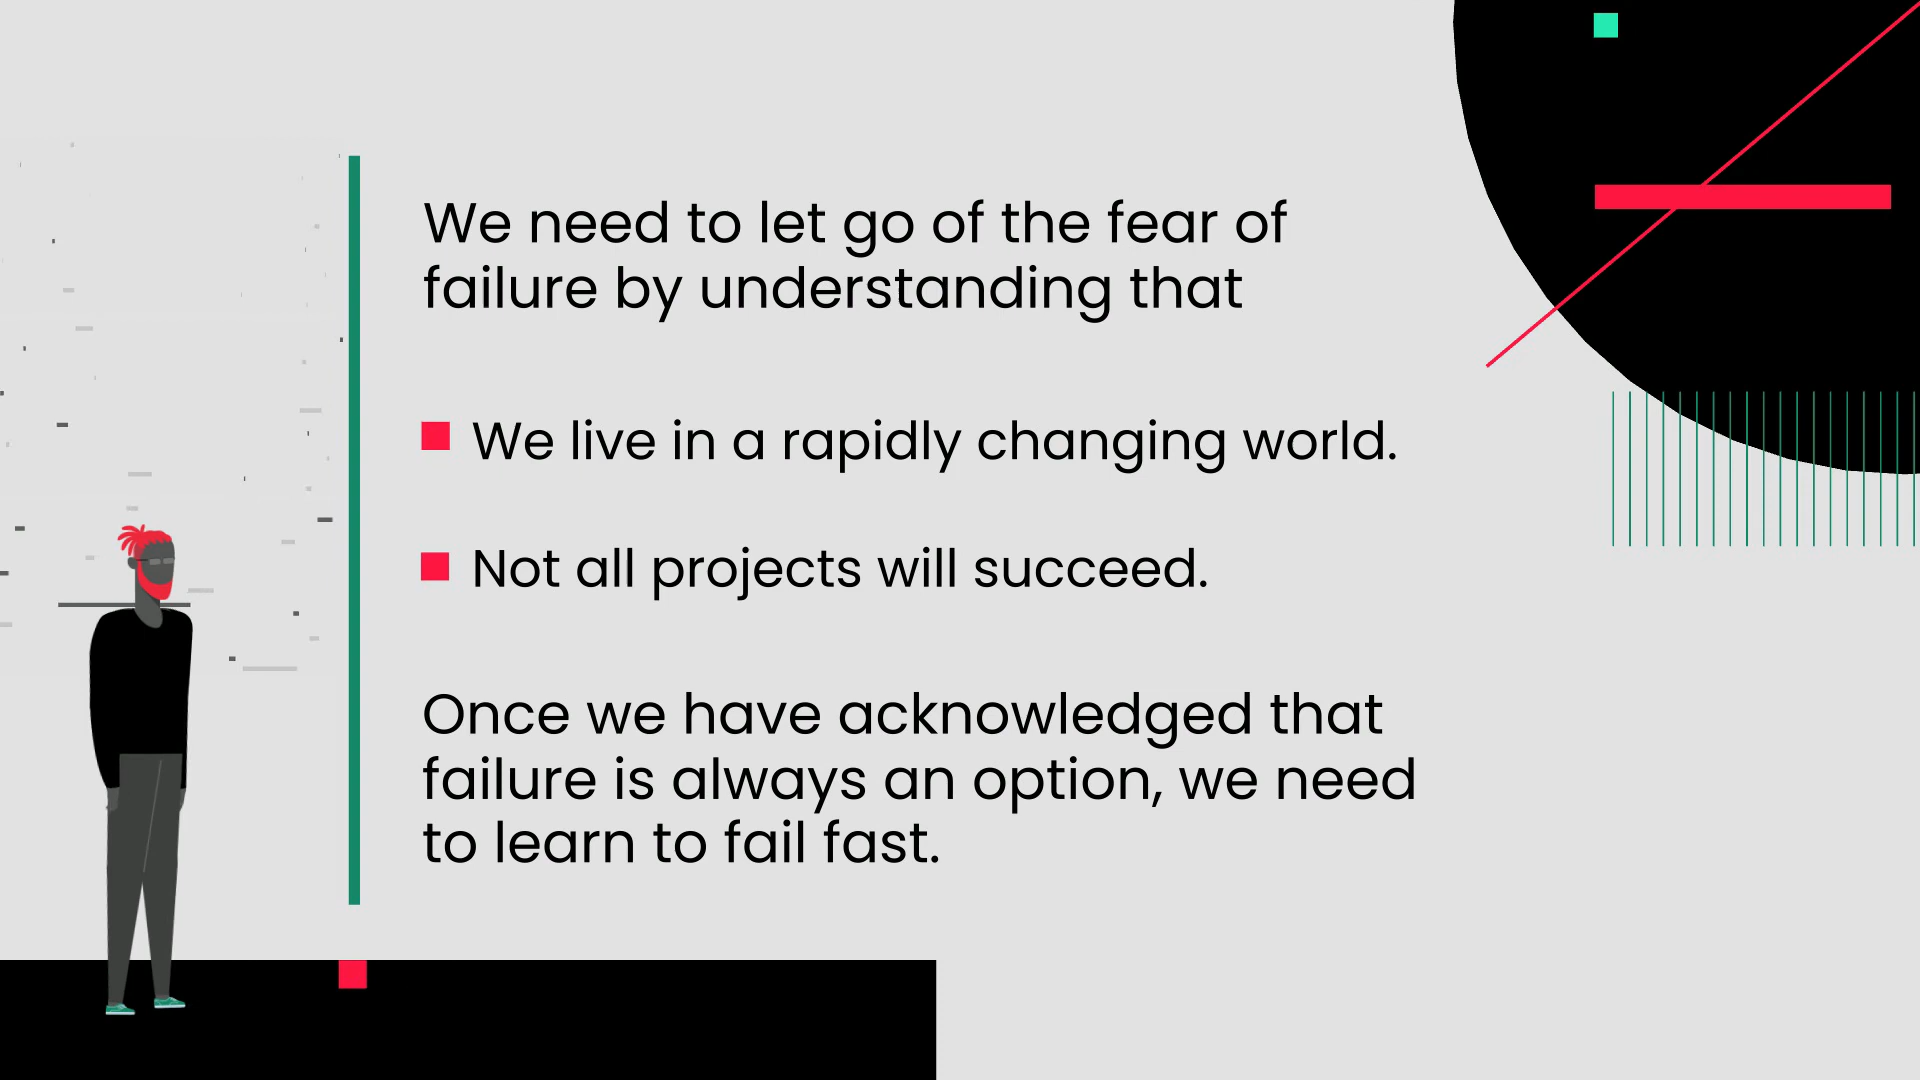 We need to let go of the fear of
failure by understanding that
We live in a rapidly changing world.
Not all projects will succeed.
Once we have acknowledged that
failure is always an option, we need
to learn to fail fast.